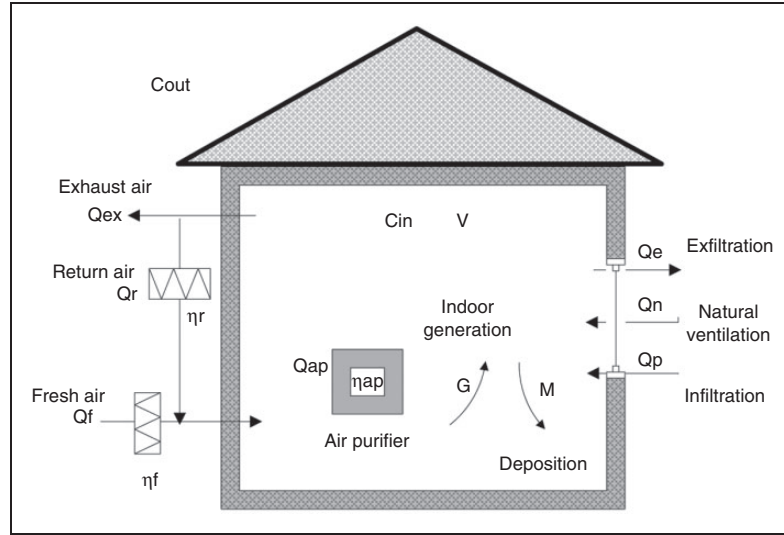 Cout
Exhaust air
Qex
Cin V
Qe Exfiltration
Return air
Qr
ηr
Indoor
generation
Qn Natural
ventilation
Qap
ηap
G M
Qp
Infiltration
Fresh air
Qf
Air purifier
Deposition
ηf